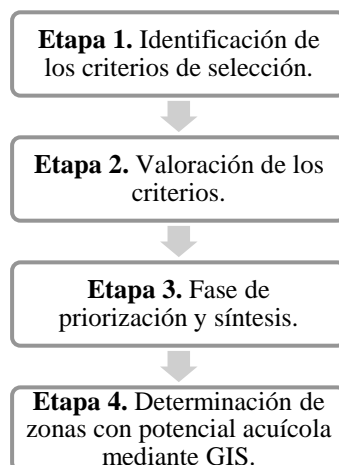 Etapa 1. Identificación de
los criterios de selección.
Etapa 2. Valoración de los
criterios.
Etapa 3. Fase de
priorización y síntesis.
Etapa 4. Determinación de
zonas con potencial acuícola
mediante GIS.